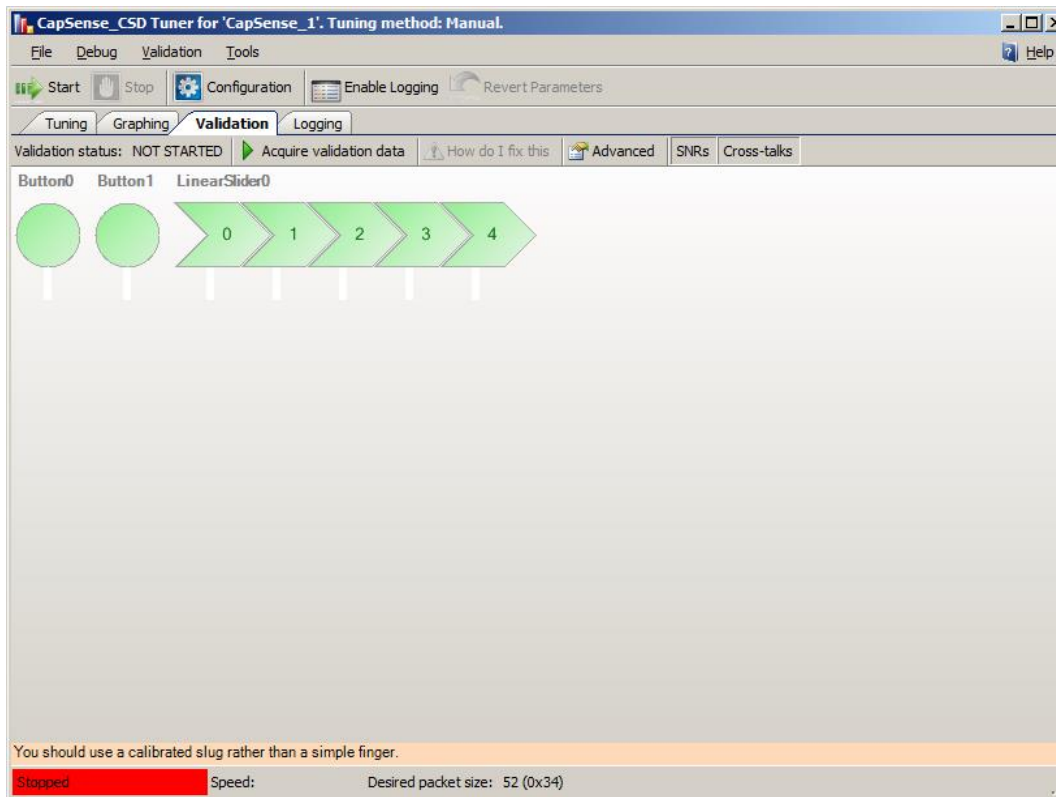 CapSense_CSD Tuner for 'CapSense_1'. Tuning method: Manual.
File Debug Validation Tools Help
Start Stop Configuration Enable Logging Revert Parameters
Tuning Graphing Validation Logging
Validation status: NOT STARTED Acquire validation data How do I fix this Advanced SNRs Cross-talks
Button0 Button1 LinearSlider0
0 1 2 3 4
You should use a calibrated slug rather than a simple finger.
Stopped Speed: Desired packet size: 52 (0x34)